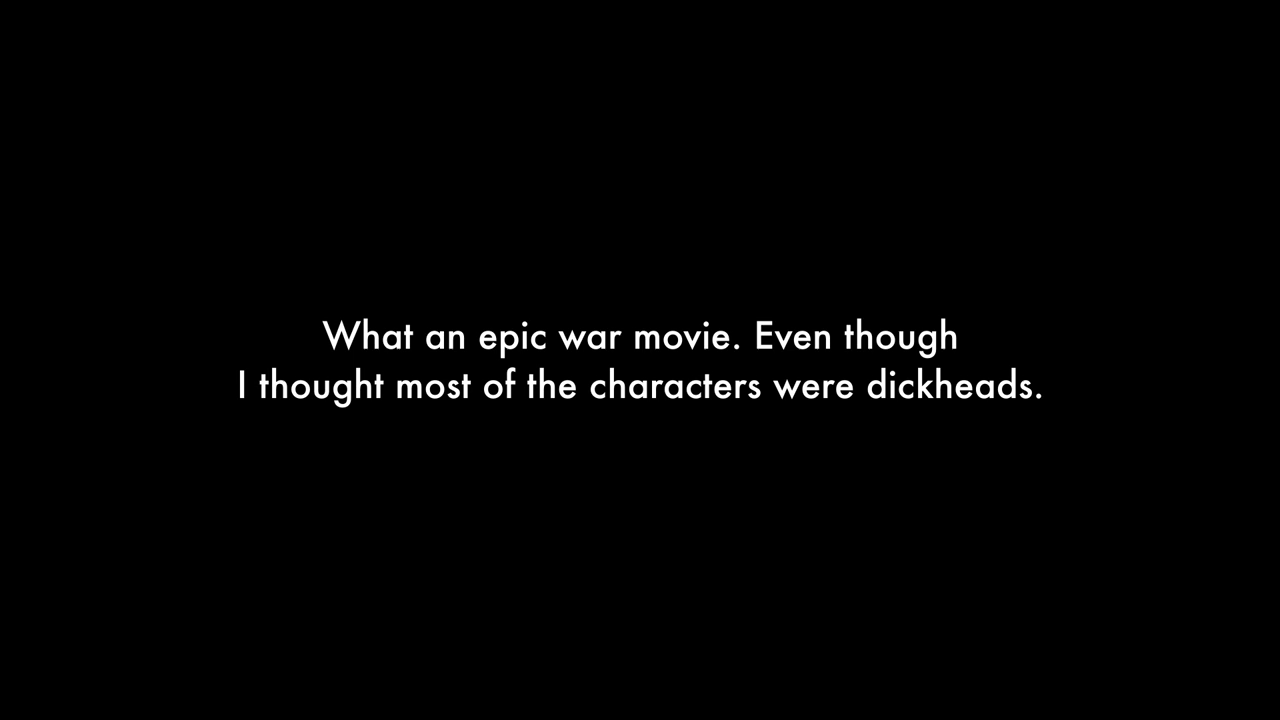 What an epic war movie. Even though
I thought most of the characters were dickheads.